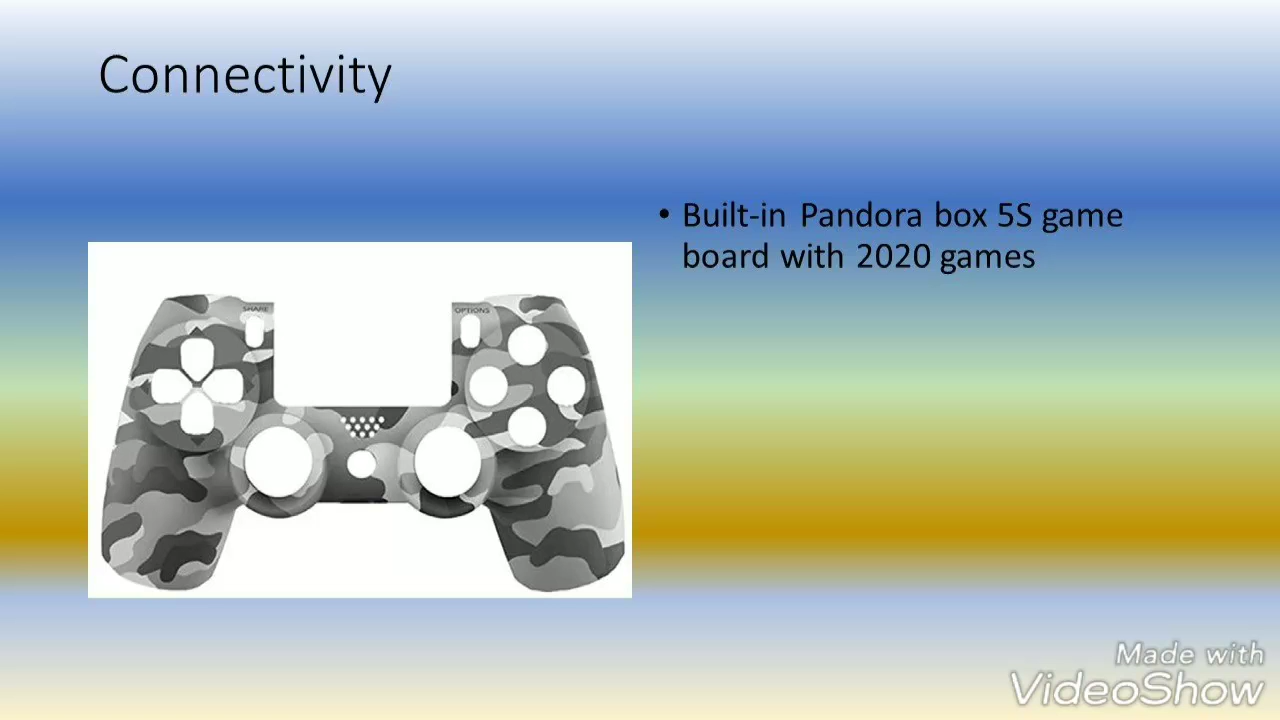 Connectivity
• Built-in Pandora box 5S game
board with 2020 games
SHARE
OPTIONS
Made with
VideoShow